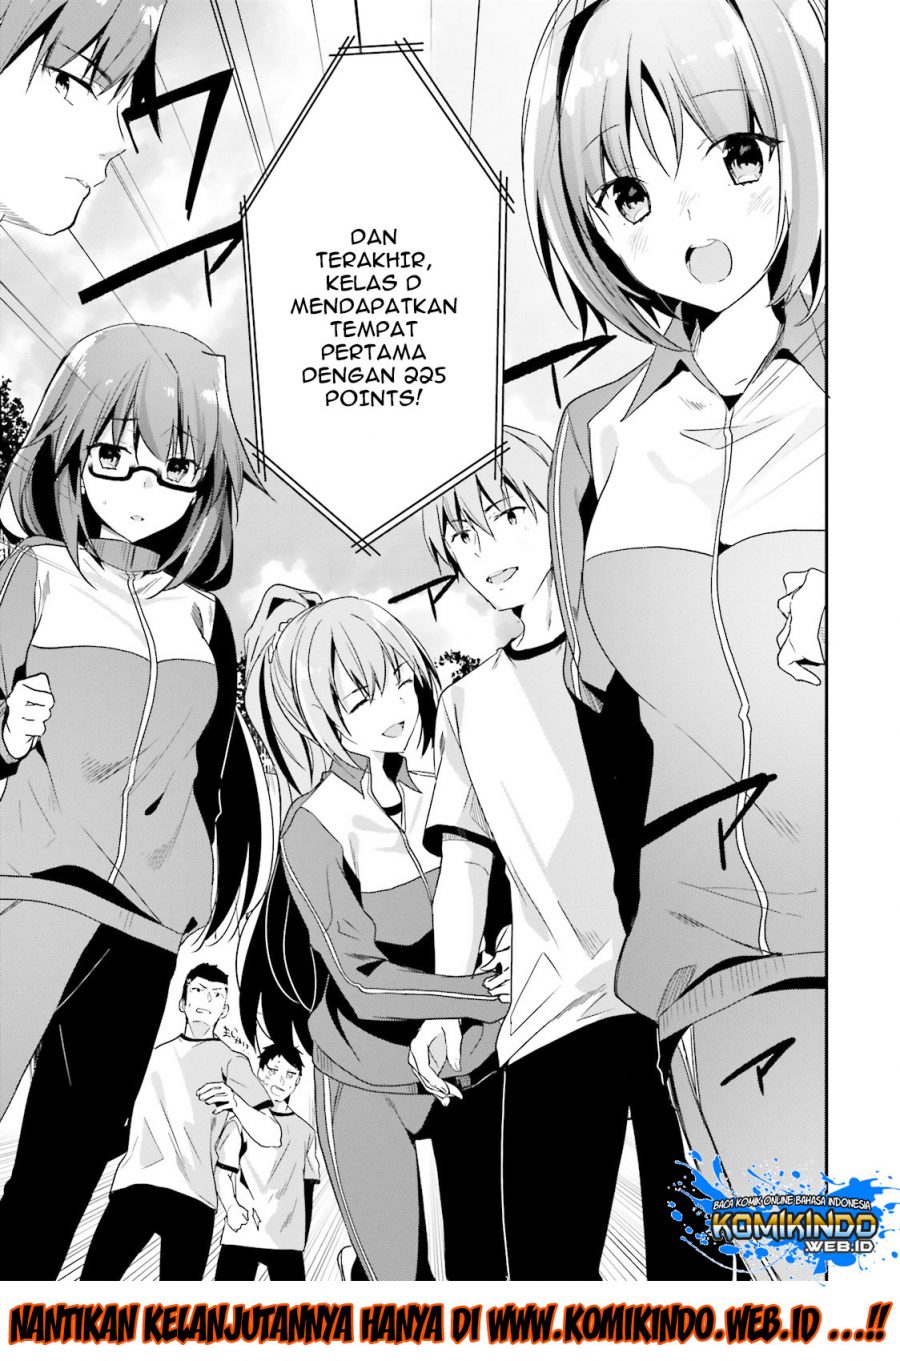 DAN
TERAKHIR,
KELAS D
MENDAPATKAN
TEMPAT
PERTAMA
DENGAN 225
POINTS!
BACA KOMIK ONLINE BAHASA INDONESIA
KOMIKINDO
.WEB.ID
NANTIKAN KELANJUTANNYA HANYA DI WWW.KOMIKINDO.WEB.ID ...!!